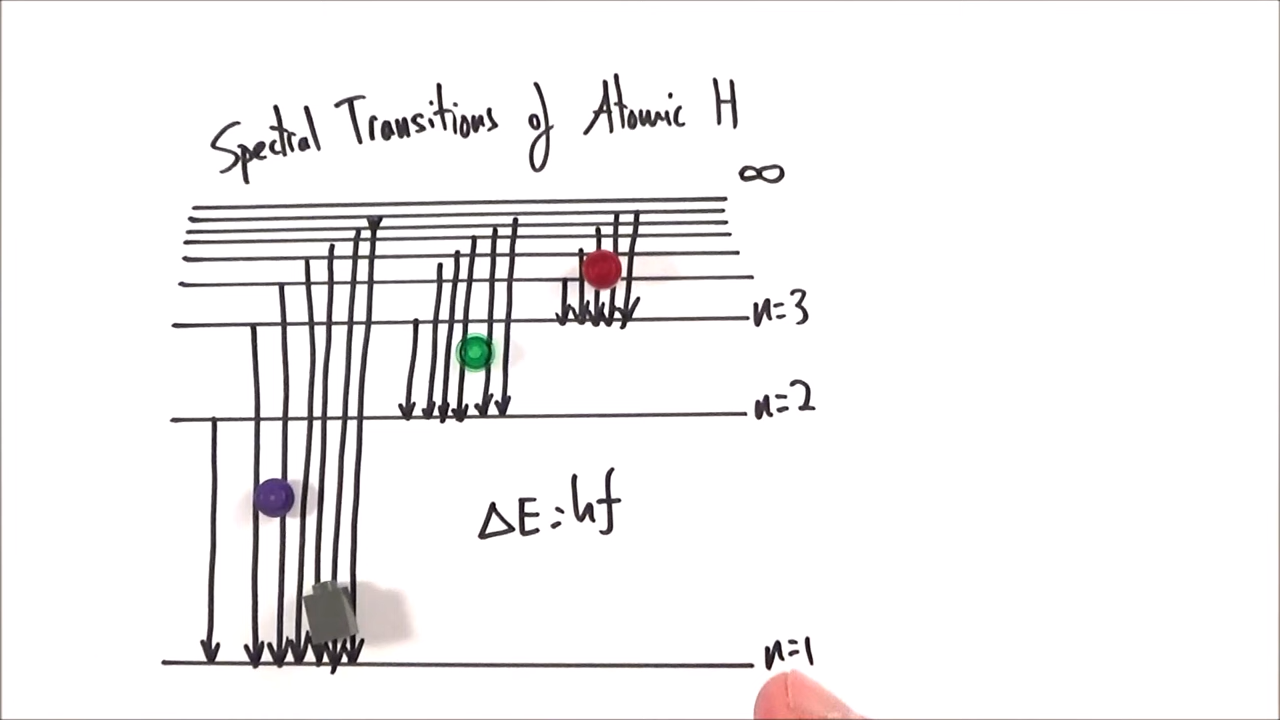 Spectral Transitions of Atomic H
∞
n=3
n=2
ΔE=hf
n=1